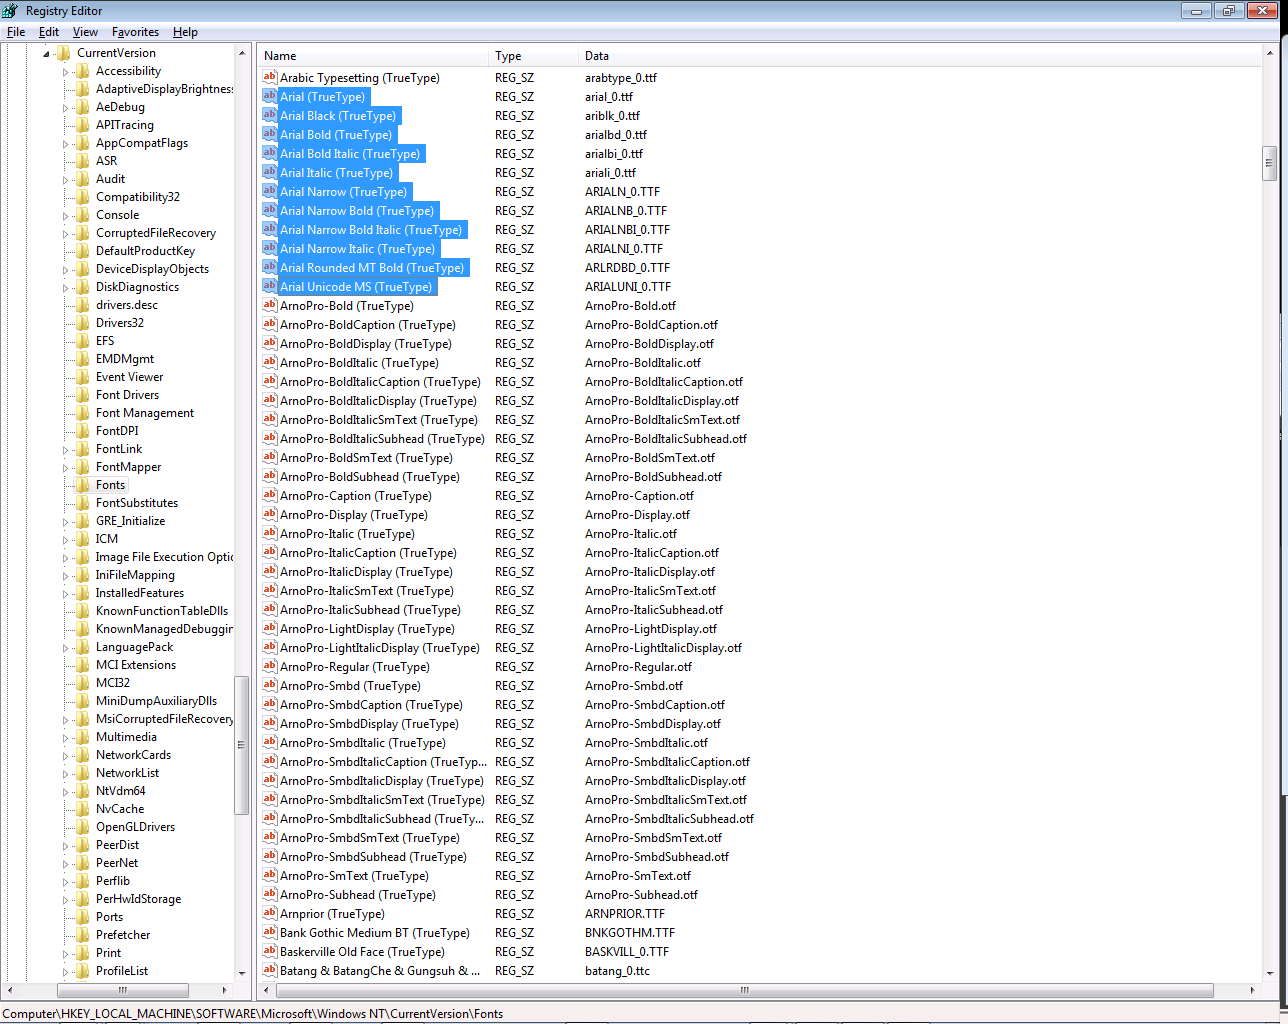 Registry Editor
File Edit View Favorites Help
CurrentVersion
Accessibility
AdaptiveDisplayBrightness
AeDebug
APITracing
AppCompatFlags
ASR
Audit
Compatibility32
Console
CorruptedFileRecovery
DefaultProductKey
DeviceDisplayObjects
DiskDiagnostics
drivers.desc
Drivers32
EFS
EMDMgmt
Event Viewer
Font Drivers
Font Management
FontDPI
FontLink
FontMapper
Fonts
FontSubstitutes
GRE_Initialize
ICM
Image File Execution Optic
IniFileMapping
InstalledFeatures
KnownFunctionTableDlls
KnownManagedDebuggin
LanguagePack
MCI Extensions
MCI32
MiniDumpAuxiliaryDlls
MsiCorruptedFileRecovery
Multimedia
NetworkCards
NetworkList
NtVdm64
NvCache
OpenGLDrivers
PeerDist
PeerNet
Perflib
PerHwIdStorage
Ports
Prefetcher
Print
ProfileList
Name Type Data
Arabic Typesetting (TrueType) REG_SZ arabtype_0.ttf
Arial (TrueType) REG_SZ arial_0.ttf
Arial Black (TrueType) REG_SZ ariblk_0.ttf
Arial Bold (TrueType) REG_SZ arialbd_0.ttf
Arial Bold Italic (TrueType) REG_SZ arialbi_0.ttf
Arial Italic (TrueType) REG_SZ ariali_0.ttf
Arial Narrow (TrueType) REG_SZ ARIALN_0.TTF
Arial Narrow Bold (TrueType) REG_SZ ARIALNB_0.TTF
Arial Narrow Bold Italic (TrueType) REG_SZ ARIALNBI_0.TTF
Arial Narrow Italic (TrueType) REG_SZ ARIALNI_0.TTF
Arial Rounded MT Bold (TrueType) REG_SZ ARLRDBD_0.TTF
Arial Unicode MS (TrueType) REG_SZ ARIALUNI_0.TTF
ArnoPro-Bold (TrueType) REG_SZ ArnoPro-Bold.otf
ArnoPro-BoldCaption (TrueType) REG_SZ ArnoPro-BoldCaption.otf
ArnoPro-BoldDisplay (TrueType) REG_SZ ArnoPro-BoldDisplay.otf
ArnoPro-BoldItalic (TrueType) REG_SZ ArnoPro-BoldItalic.otf
ArnoPro-BoldItalicCaption (TrueType) REG_SZ ArnoPro-BoldItalicCaption.otf
ArnoPro-BoldItalicDisplay (TrueType) REG_SZ ArnoPro-BoldItalicDisplay.otf
ArnoPro-BoldItalicSmText (TrueType) REG_SZ ArnoPro-BoldItalicSmText.otf
ArnoPro-BoldItalicSubhead (TrueType) REG_SZ ArnoPro-BoldItalicSubhead.otf
ArnoPro-BoldSmText (TrueType) REG_SZ ArnoPro-BoldSmText.otf
ArnoPro-BoldSubhead (TrueType) REG_SZ ArnoPro-BoldSubhead.otf
ArnoPro-Caption (TrueType) REG_SZ ArnoPro-Caption.otf
ArnoPro-Display (TrueType) REG_SZ ArnoPro-Display.otf
ArnoPro-Italic (TrueType) REG_SZ ArnoPro-Italic.otf
ArnoPro-ItalicCaption (TrueType) REG_SZ ArnoPro-ItalicCaption.otf
ArnoPro-ItalicDisplay (TrueType) REG_SZ ArnoPro-ItalicDisplay.otf
ArnoPro-ItalicSmText (TrueType) REG_SZ ArnoPro-ItalicSmText.otf
ArnoPro-ItalicSubhead (TrueType) REG_SZ ArnoPro-ItalicSubhead.otf
ArnoPro-LightDisplay (TrueType) REG_SZ ArnoPro-LightDisplay.otf
ArnoPro-LightItalicDisplay (TrueType) REG_SZ ArnoPro-LightItalicDisplay.otf
ArnoPro-Regular (TrueType) REG_SZ ArnoPro-Regular.otf
ArnoPro-Smbd (TrueType) REG_SZ ArnoPro-Smbd.otf
ArnoPro-SmbdCaption (TrueType) REG_SZ ArnoPro-SmbdCaption.otf
ArnoPro-SmbdDisplay (TrueType) REG_SZ ArnoPro-SmbdDisplay.otf
ArnoPro-SmbdItalic (TrueType) REG_SZ ArnoPro-SmbdItalic.otf
ArnoPro-SmbdItalicCaption (TrueTyp... REG_SZ ArnoPro-SmbdItalicCaption.otf
ArnoPro-SmbdItalicDisplay (TrueType) REG_SZ ArnoPro-SmbdItalicDisplay.otf
ArnoPro-SmbdItalicSmText (TrueType) REG_SZ ArnoPro-SmbdItalicSmText.otf
ArnoPro-SmbdItalicSubhead (TrueTy... REG_SZ ArnoPro-SmbdItalicSubhead.otf
ArnoPro-SmbdSmText (TrueType) REG_SZ ArnoPro-SmbdSmText.otf
ArnoPro-SmbdSubhead (TrueType) REG_SZ ArnoPro-SmbdSubhead.otf
ArnoPro-SmText (TrueType) REG_SZ ArnoPro-SmText.otf
ArnoPro-Subhead (TrueType) REG_SZ ArnoPro-Subhead.otf
Arnprior (TrueType) REG_SZ ARNPRIOR.TTF
Bank Gothic Medium BT (TrueType) REG_SZ BNKGOTHM.TTF
Baskerville Old Face (TrueType) REG_SZ BASKVILL_0.TTF
Batang & BatangChe & Gungsuh & ... REG_SZ batang_0.ttc
Computer\HKEY_LOCAL_MACHINE\SOFTWARE\Microsoft\Windows NT\CurrentVersion\Fonts